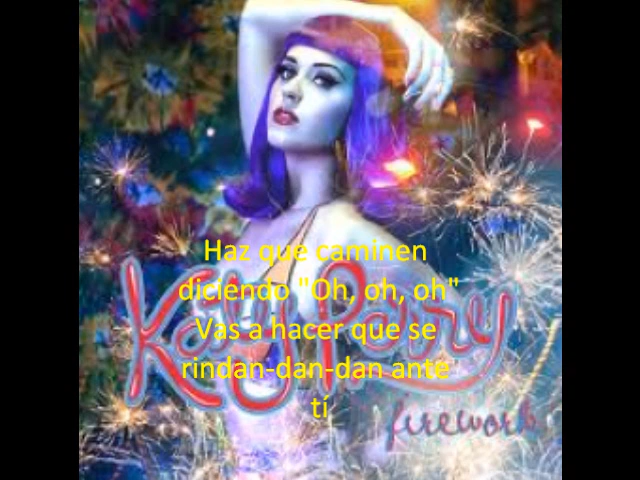 Haz que caminen
diciendo "Oh, oh, oh"
Vas a hacer que se
rindan-dan-dan ante
tí
Katy Perry
firework